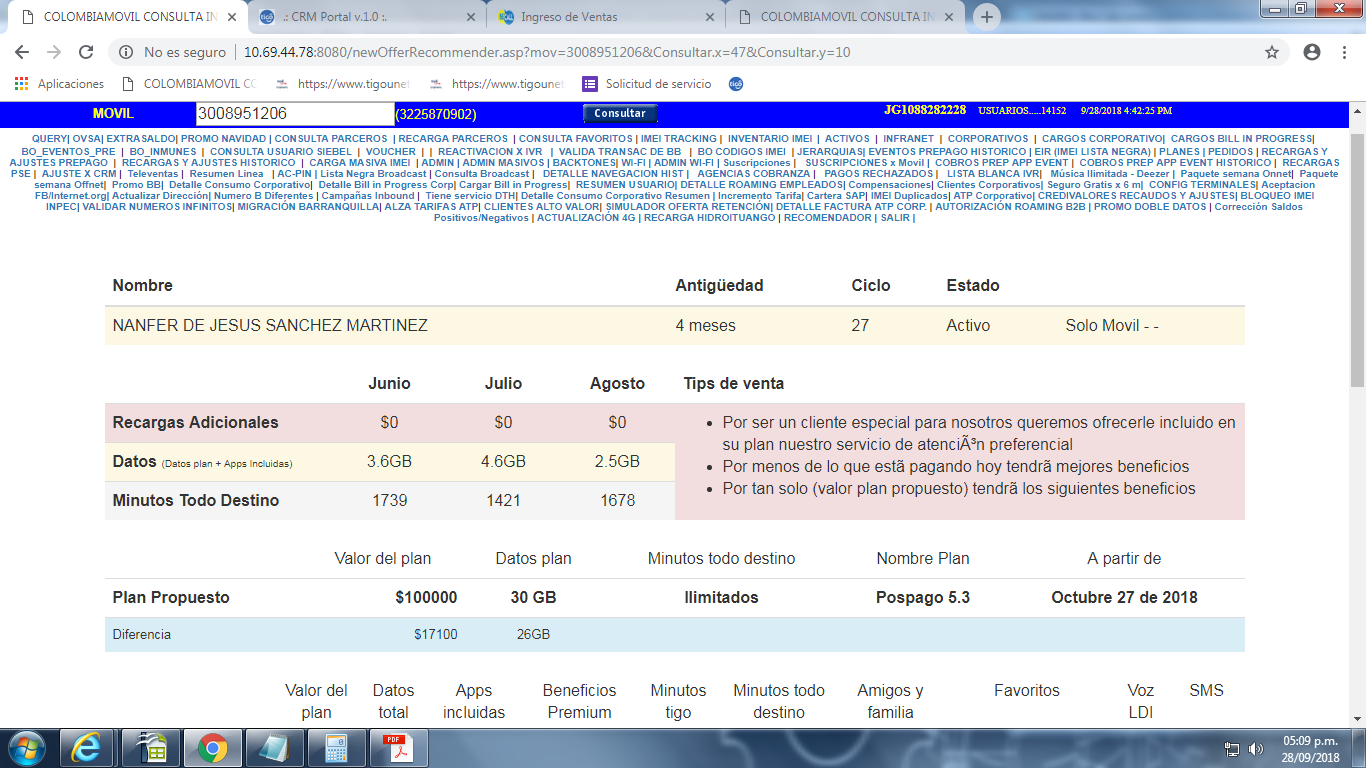 COLOMBIAMOVIL CONSULTA IN
.: CRM Portal v.1.0 :.
Ingreso de Ventas
COLOMBIAMOVIL CONSULTA IN
No es seguro
10.69.44.78:8080/newOfferRecommender.asp?mov=3008951206&Consultar.x=47&Consultar.y=10
Aplicaciones
COLOMBIAMOVIL CO
https://www.tigounet
https://www.tigounet
Solicitud de servicio
MOVIL
3008951206
(3225870902)
Consultar
JG1088282228
USUARIOS.....14152
9/28/2018 4:42:25 PM
QUERY| OVSA| EXTRASALDO| PROMO NAVIDAD | CONSULTA PARCEROS | RECARGA PARCEROS | CONSULTA FAVORITOS | IMEI TRACKING | INVENTARIO IMEI | ACTIVOS | INFRANET | CORPORATIVOS | CARGOS CORPORATIVO| CARGOS BILL IN PROGRESS|
BO_EVENTOS_PRE | BO_INMUNES | CONSULTA USUARIO SIEBEL | VOUCHER | | REACTIVACION X IVR | VALIDA TRANSAC DE BB | BO CODIGOS IMEI | JERARQUIAS| EVENTOS PREPAGO HISTORICO | EIR (IMEI LISTA NEGRA) | PLANES | PEDIDOS | RECARGAS Y
AJUSTES PREPAGO | RECARGAS Y AJUSTES HISTORICO | CARGA MASIVA IMEI | ADMIN | ADMIN MASIVOS | BACKTONES| WI-FI | ADMIN WI-FI | Suscripciones | SUSCRIPCIONES x Movil | COBROS PREP APP EVENT | COBROS PREP APP EVENT HISTORICO | RECARGAS
PSE | AJUSTE X CRM | Televentas | Resumen Línea | AC-PIN | Lista Negra Broadcast | Consulta Broadcast | DETALLE NAVEGACION HIST | AGENCIAS COBRANZA | PAGOS RECHAZADOS | LISTA BLANCA IVR| Música Ilimitada - Deezer | Paquete semana Onnet| Paquete
semana Offnet| Promo BB| Detalle Consumo Corporativo| Detalle Bill in Progress Corp| Cargar Bill in Progress| RESUMEN USUARIO| DETALLE ROAMING EMPLEADOS| Compensaciones| Clientes Corporativos| Seguro Gratis x 6 m| CONFIG TERMINALES| Aceptacion
FB/Internet.org| Actualizar Dirección| Numero B Diferentes | Campañas Inbound | Tiene servicio DTH| Detalle Consumo Corporativo Resumen | Incremento Tarifa| Cartera SAP| IMEI Duplicados| ATP Corporativo| CREDIVALORES RECAUDOS Y AJUSTES| BLOQUEO IMEI
INPEC| VALIDAR NUMEROS INFINITOS| MIGRACIÓN BARRANQUILLA| ALZA TARIFAS ATP| CLIENTES ALTO VALOR| SIMULADOR OFERTA RETENCIÓN| DETALLE FACTURA ATP CORP. | AUTORIZACIÓN ROAMING B2B | PROMO DOBLE DATOS | Corrección Saldos
Positivos/Negativos | ACTUALIZACIÓN 4G | RECARGA HIDROITUANGO | RECOMENDADOR | SALIR |
Nombre Antigüedad Ciclo Estado
NANFER DE JESUS SANCHEZ MARTINEZ 4 meses 27 Activo Solo Movil - -
Junio Julio Agosto Tips de venta
Recargas Adicionales $0 $0 $0
Datos (Datos plan + Apps Incluidas) 3.6GB 4.6GB 2.5GB
Minutos Todo Destino 1739 1421 1678
• Por ser un cliente especial para nosotros queremos ofrecerle incluido en
su plan nuestro servicio de atenciÃ³n preferencial
• Por menos de lo que estã pagando hoy tendrã mejores beneficios
• Por tan solo (valor plan propuesto) tendrã los siguientes beneficios
Valor del plan Datos plan Minutos todo destino Nombre Plan A partir de
Plan Propuesto $100000 30 GB Ilimitados Pospago 5.3 Octubre 27 de 2018
Diferencia $17100 26GB
Valor del Datos Apps Beneficios Minutos Minutos todo Amigos y Favoritos Voz SMS
plan total incluidas Premium tigo destino familia LDI
05:09 p.m.
28/09/2018